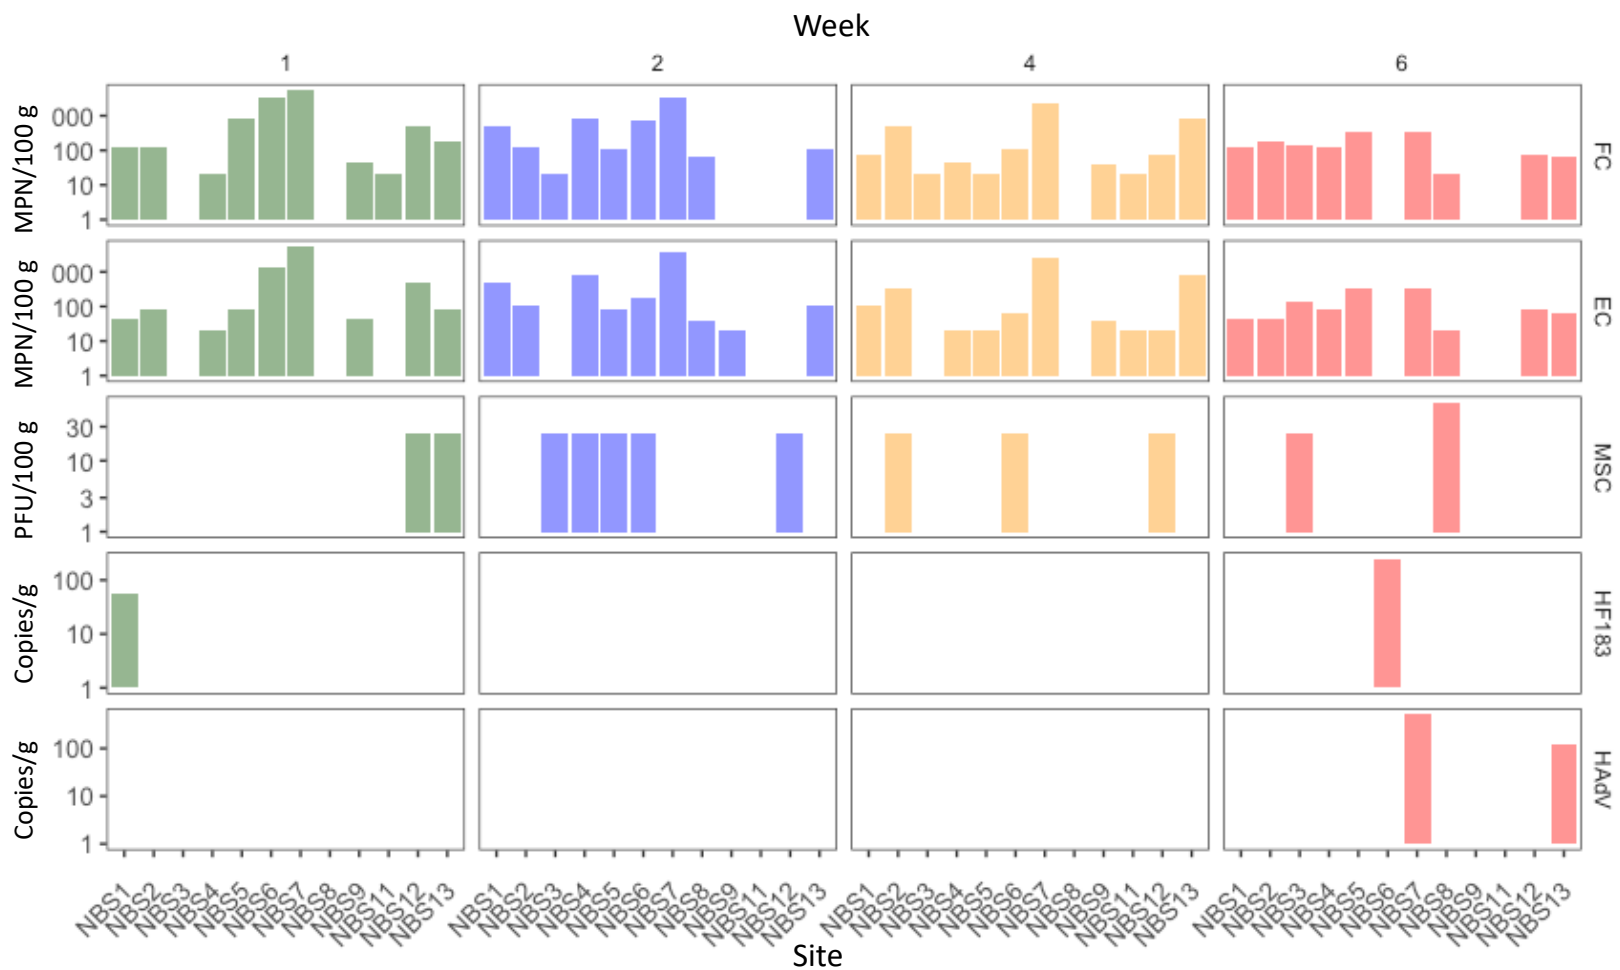 Week
1 2 4 6
MPN/100 g
000
100
10
1
FC
MPN/100 g
000
100
10
1
EC
PFU/100 g
30
10
3
1
MSC
Copies/g
100
10
1
HF183
Copies/g
100
10
1
HAdV
NBS1 NBS2 NBS3 NBS4 NBS5 NBS6 NBS7 NBS8 NBS9 NBS11 NBS12 NBS13 NBS1 NBS2 NBS3 NBS4 NBS5 NBS6 NBS7 NBS8 NBS9 NBS11 NBS12 NBS13 NBS1 NBS2 NBS3 NBS4 NBS5 NBS6 NBS7 NBS8 NBS9 NBS11 NBS12 NBS13 NBS1 NBS2 NBS3 NBS4 NBS5 NBS6 NBS7 NBS8 NBS9 NBS11 NBS12 NBS13
Site